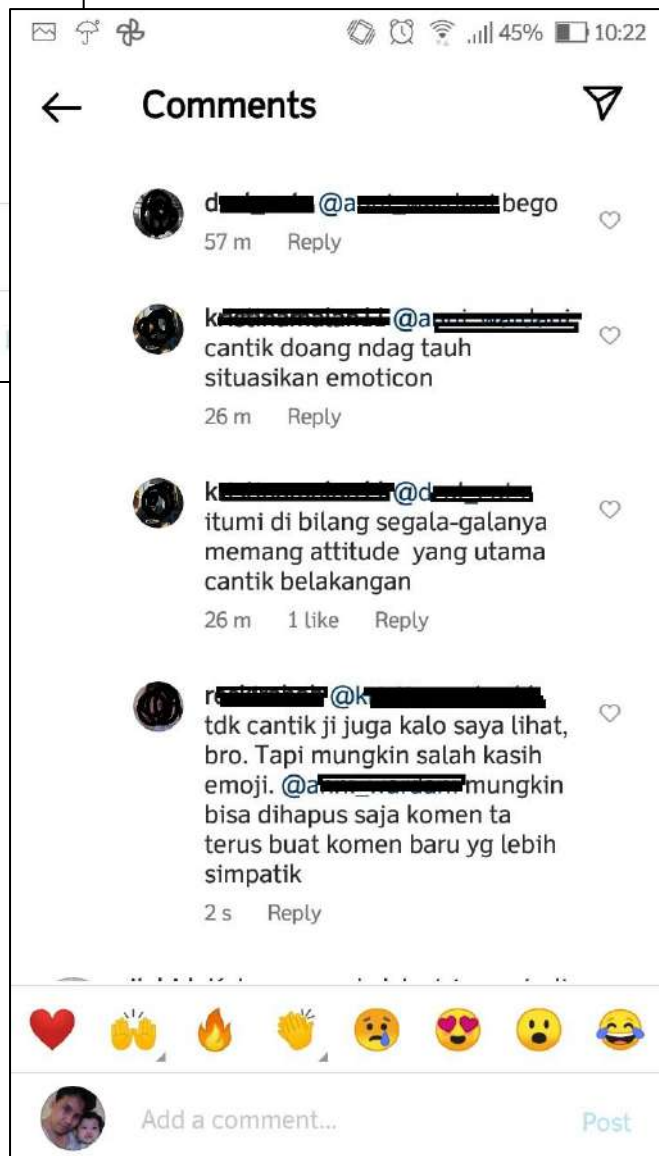 45% 10:22
Comments
bego
57 m Reply
cantik doang ndag tauh
situasikan emoticon
26 m Reply
itumi di bilang segala-galanya
memang attitude yang utama
cantik belakangan
26 m 1 like Reply
tdk cantik ji juga kalo saya lihat,
bro. Tapi mungkin salah kasih
emoji. mungkin
bisa dihapus saja komen ta
terus buat komen baru yg lebih
simpatik
2 s Reply
Add a comment... Post